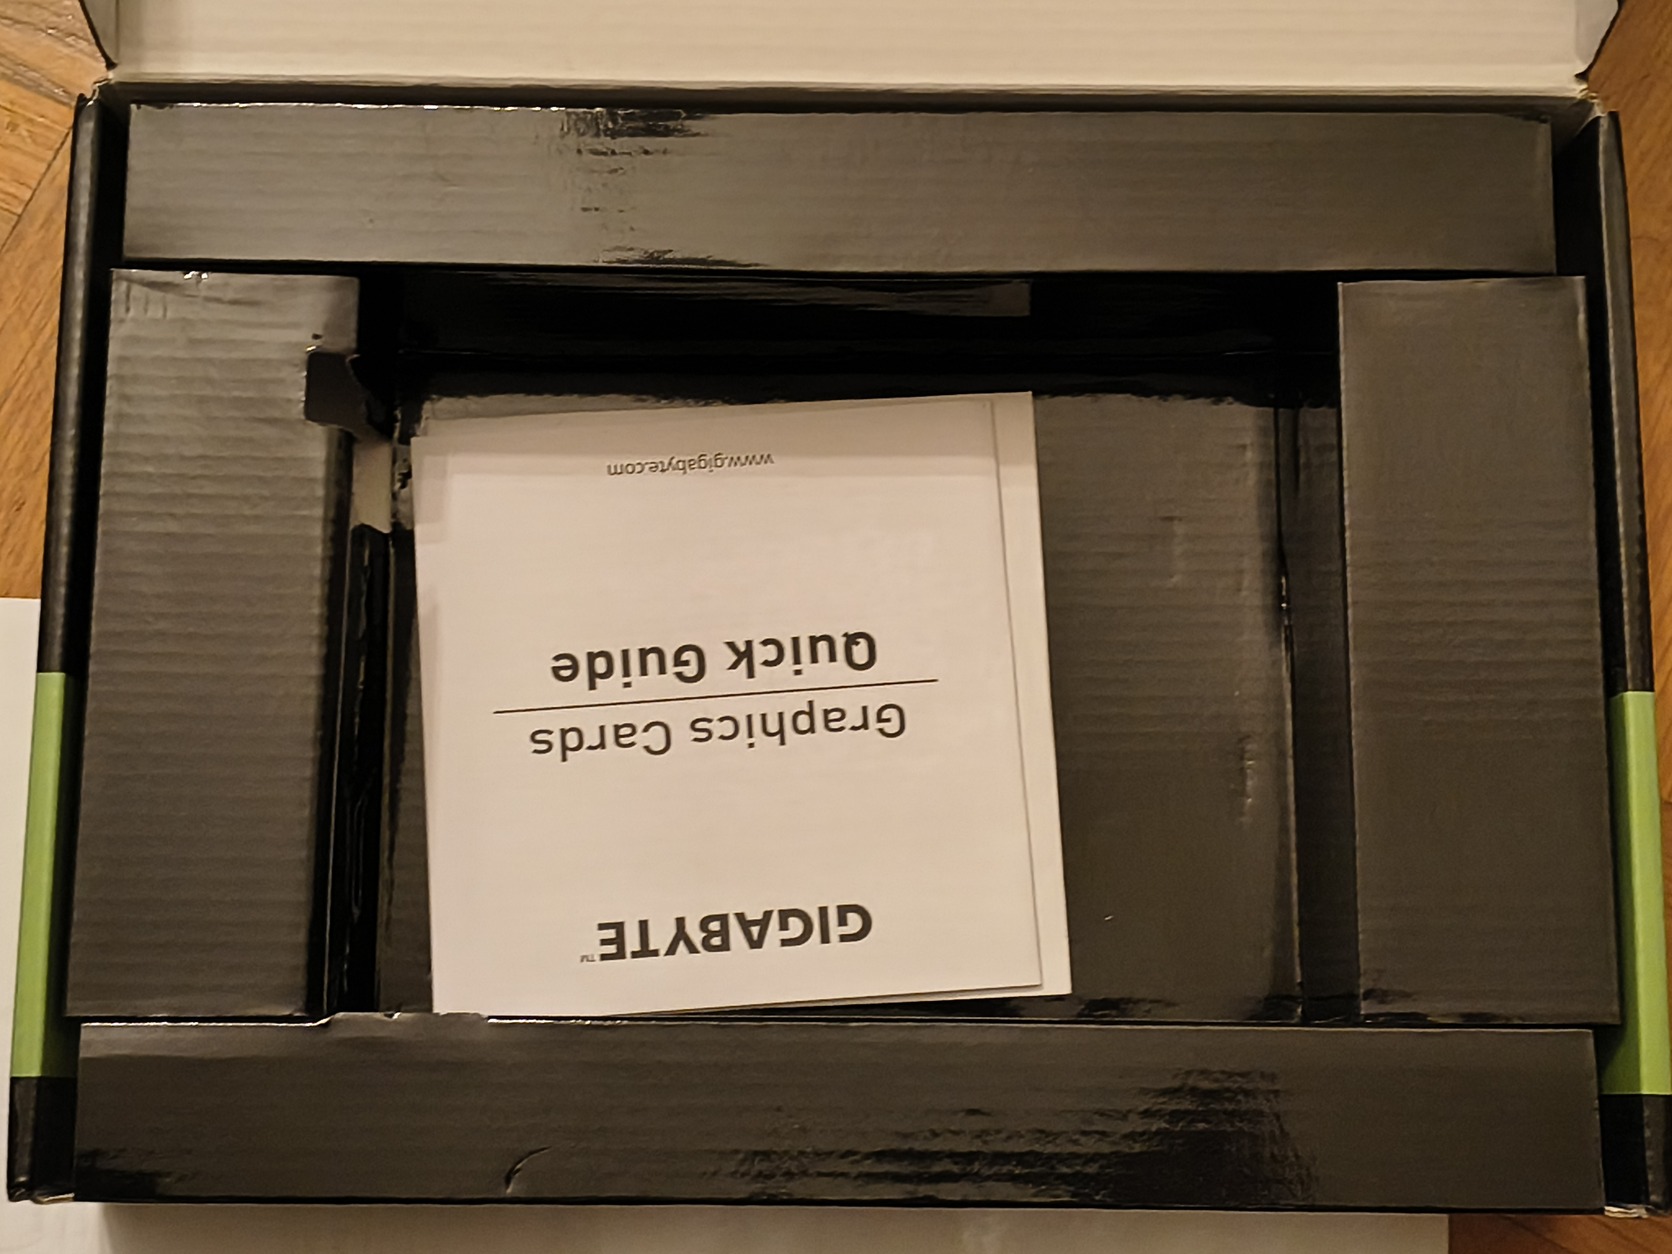 GIGABYTE™
Graphics Cards
Quick Guide
www.gigabyte.com